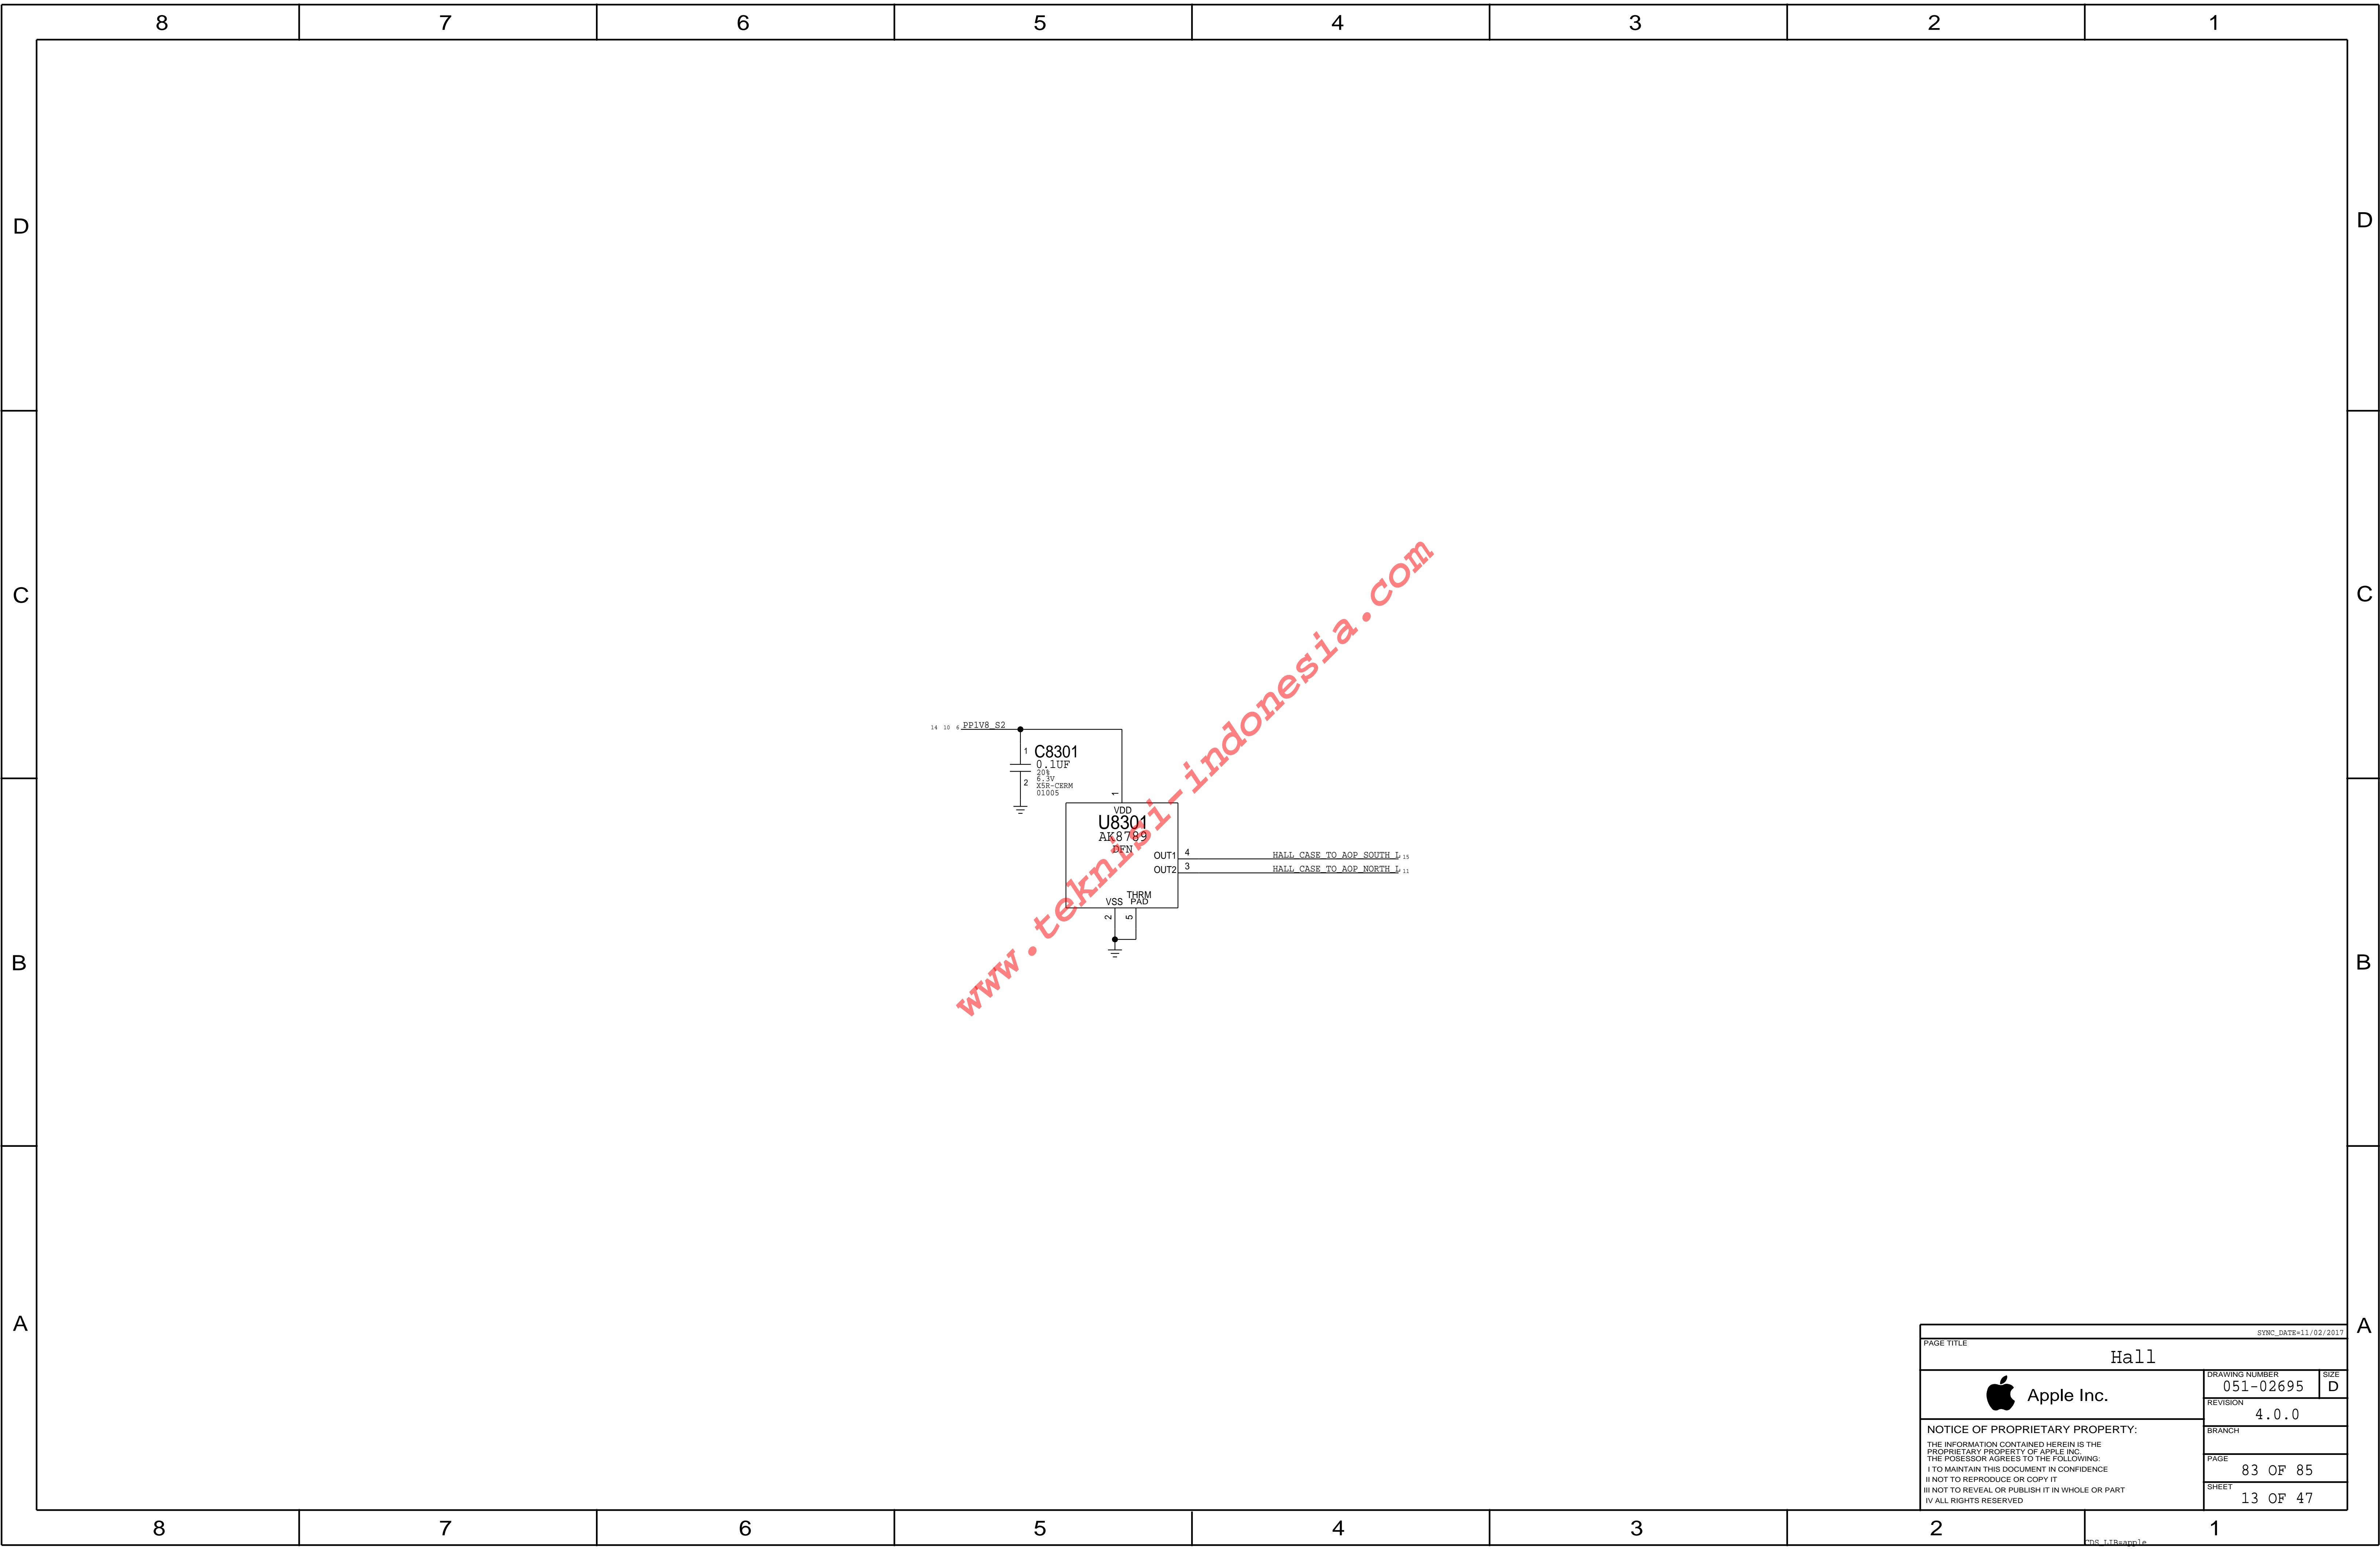 8 7 6 5 4 3 2 1
D D
C C
www.teknisi-indonesia.com
14 10 6 PP1V8_S2
1 C8301
0.1UF
20%
6.3V
2 X5R-CERM
01005
1
VDD
U8301
AK8789
DFN
OUT1 4 HALL_CASE_TO_AOP_SOUTH_L 15
OUT2 3 HALL_CASE_TO_AOP_NORTH_L 11
THRM
VSS PAD
2 5
B B
A A
SYNC_DATE=11/02/2017
PAGE TITLE
Hall
Apple Inc.
DRAWING NUMBER SIZE
051-02695 D
REVISION
4.0.0
NOTICE OF PROPRIETARY PROPERTY:
BRANCH
THE INFORMATION CONTAINED HEREIN IS THE
PROPRIETARY PROPERTY OF APPLE INC.
THE POSESSOR AGREES TO THE FOLLOWING:
I TO MAINTAIN THIS DOCUMENT IN CONFIDENCE
II NOT TO REPRODUCE OR COPY IT
III NOT TO REVEAL OR PUBLISH IT IN WHOLE OR PART
IV ALL RIGHTS RESERVED
PAGE
83 OF 85
SHEET
13 OF 47
8 7 6 5 4 3 2 1
CDS_LIB=apple